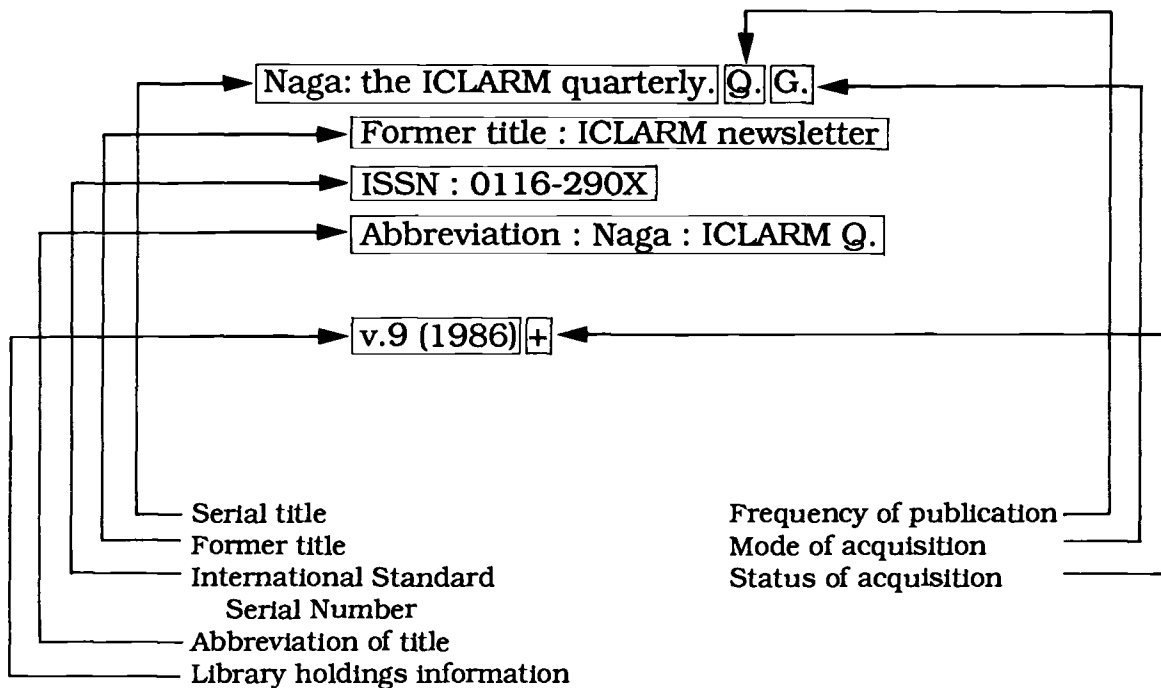 Naga: the ICLARM quarterly. Q. G.
Former title : ICLARM newsletter
ISSN : 0116-290X
Abbreviation : Naga : ICLARM Q.
v.9 (1986) +
Serial title
Former title
International Standard
Serial Number
Abbreviation of title
Library holdings information
Frequency of publication
Mode of acquisition
Status of acquisition